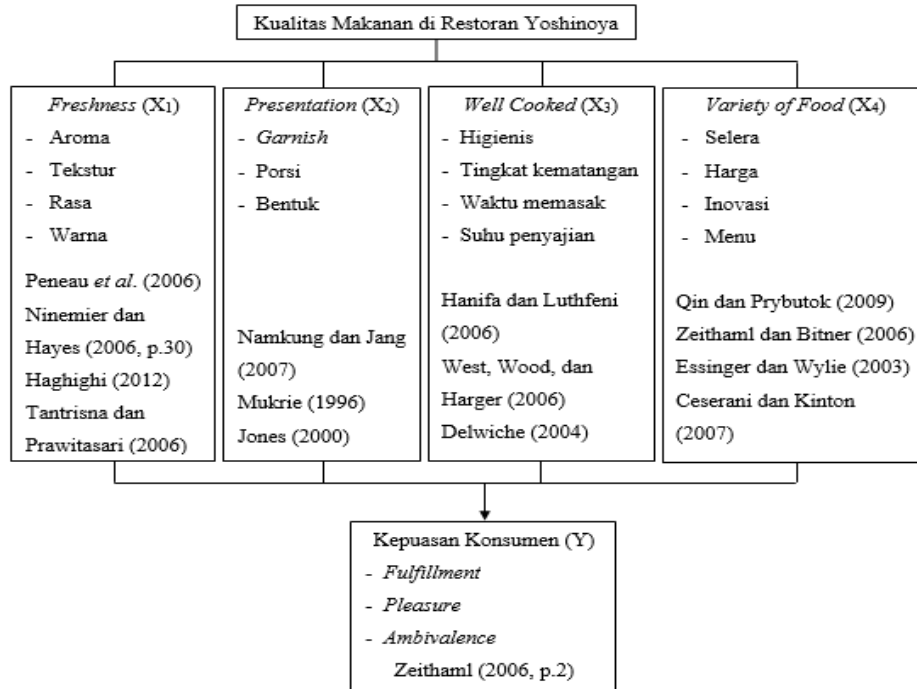 Kualitas Makanan di Restoran Yoshinoya
Freshness (X1)
- Aroma
- Tekstur
- Rasa
- Warna
Peneau et al. (2006)
Ninemier dan
Hayes (2006, p.30)
Haghighi (2012)
Tantrisna dan
Prawitasari (2006)
Presentation (X2)
- Garnish
- Porsi
- Bentuk
Namkung dan Jang
(2007)
Mukrie (1996)
Jones (2000)
Well Cooked (X3)
- Higienis
- Tingkat kematangan
- Waktu memasak
- Suhu penyajian
Hanifa dan Luthfeni
(2006)
West, Wood, dan
Harger (2006)
Delwiche (2004)
Variety of Food (X4)
- Selera
- Harga
- Inovasi
- Menu
Qin dan Prybutok (2009)
Zeithaml dan Bitner (2006)
Essinger dan Wylie (2003)
Ceserani dan Kinton
(2007)
Kepuasan Konsumen (Y)
- Fulfillment
- Pleasure
- Ambivalence
Zeithaml (2006, p.2)